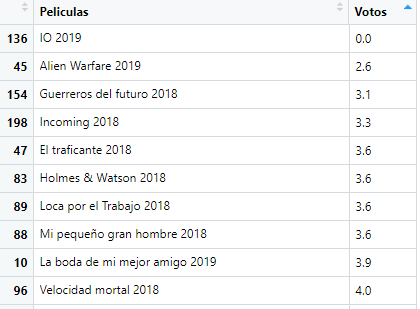 Peliculas Votos
136 IO 2019 0.0
45 Alien Warfare 2019 2.6
154 Guerreros del futuro 2018 3.1
198 Incoming 2018 3.3
47 El traficante 2018 3.6
83 Holmes & Watson 2018 3.6
89 Loca por el Trabajo 2018 3.6
88 Mi pequeño gran hombre 2018 3.6
10 La boda de mi mejor amigo 2019 3.9
96 Velocidad mortal 2018 4.0